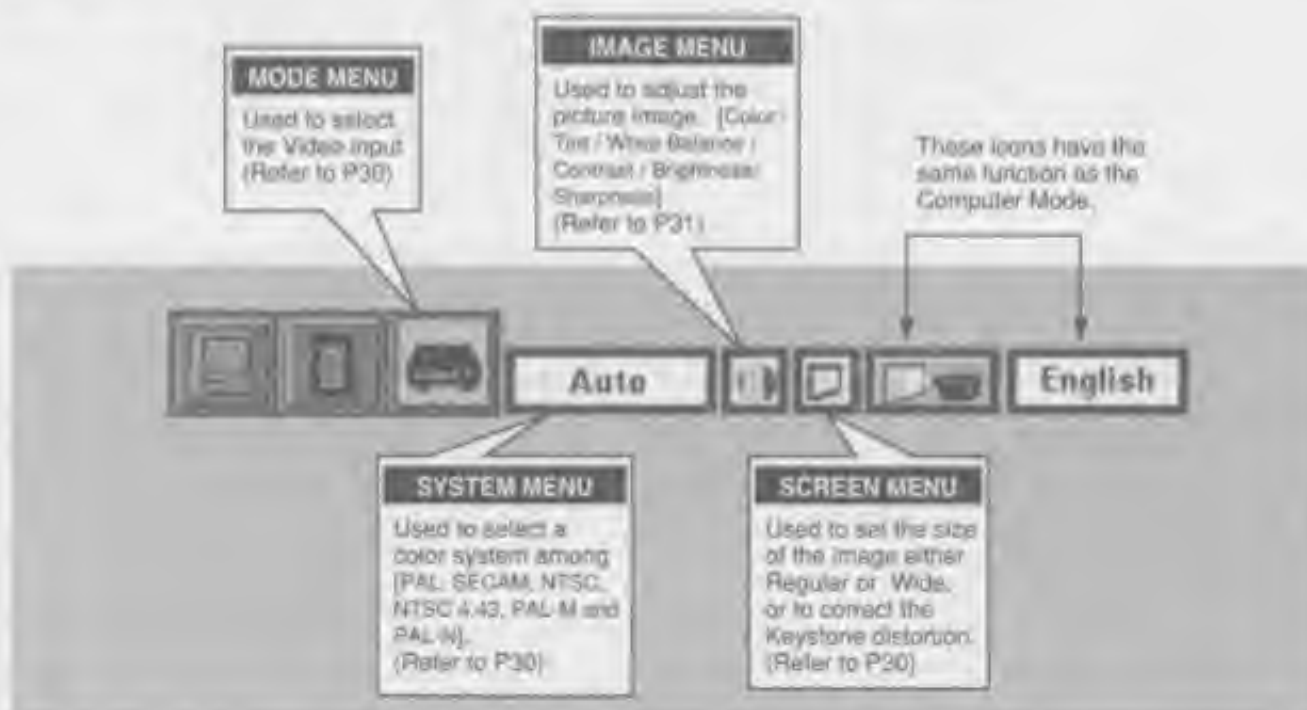 MODE MENU
Used to select
the Video input
(Refer to P30)
IMAGE MENU
Used to adjust the
picture image. [Color /
Tint / White Balance /
Contrast / Brightness /
Sharpness]
(Refer to P31)
These icons have the
same function as the
Computer Mode.
Auto
English
SYSTEM MENU
Used to select a
color system among
[PAL, SECAM, NTSC,
NTSC 4.43, PAL-M and
PAL-N].
(Refer to P30)
SCREEN MENU
Used to set the size
of the image either
Regular or Wide,
or to correct the
Keystone distortion.
(Refer to P30)